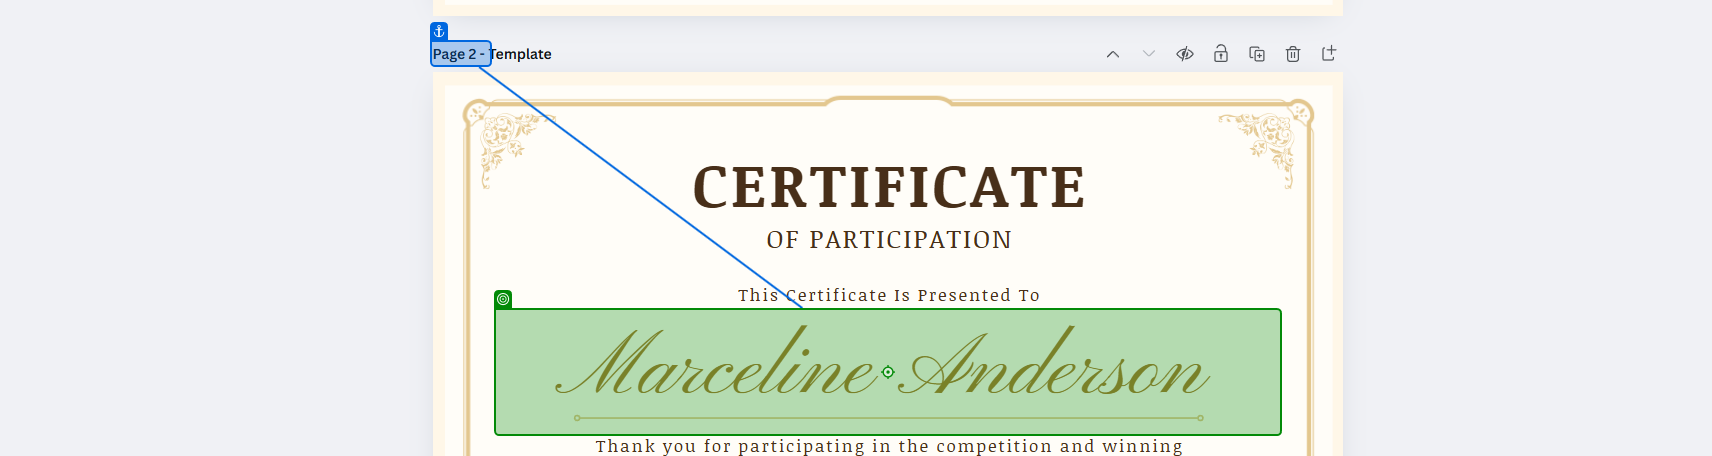 Page 2 - Template
CERTIFICATE
OF PARTICIPATION
This Certificate Is Presented To
Marceline Anderson
Thank you for participating in the competition and winning